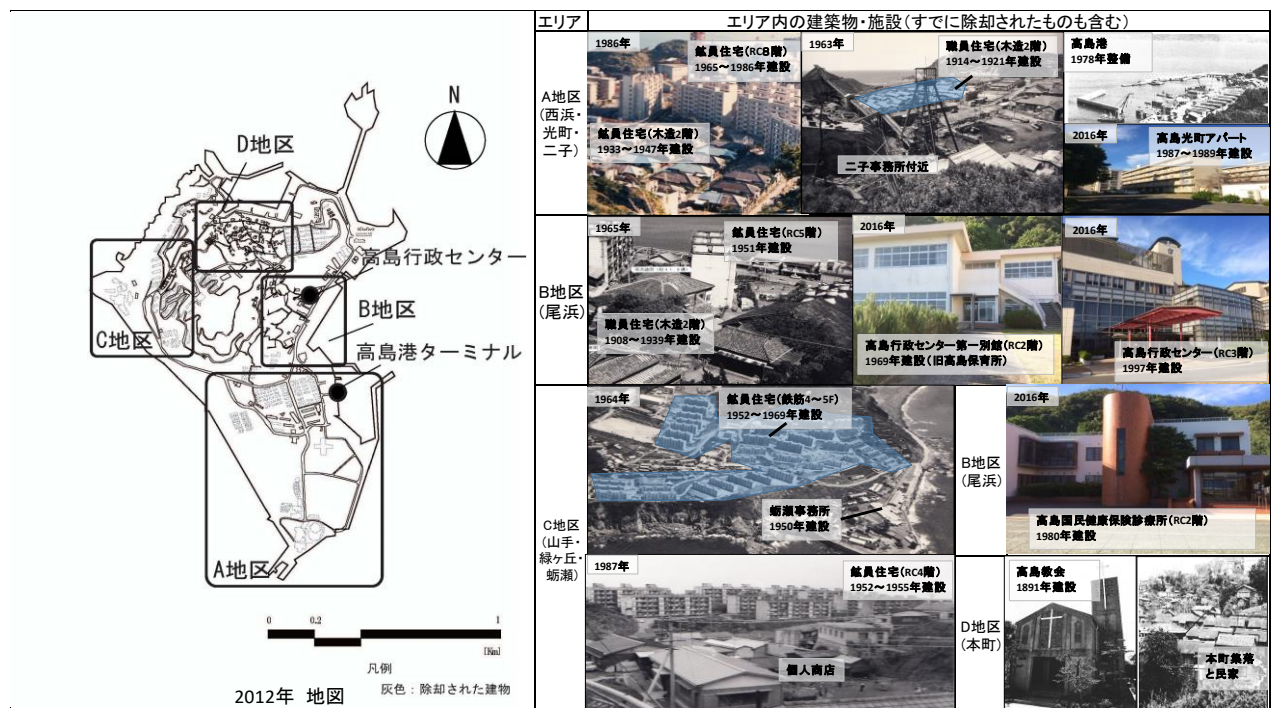 N
D地区
高島行政センター
B地区
C地区
高島港ターミナル
A地区
0 0.2 1
[Km]
凡例
灰色：除却された建物
2012年 地図
エリア
エリア内の建築物・施設（すでに除却されたものも含む）
A地区
(西浜・
光町・
二子)
1986年
鉱員住宅(RC8階)
1965～1986年建設
鉱員住宅(木造2階)
1933～1947年建設
1963年
職員住宅(木造2階)
1914～1921年建設
二子事務所付近
高島港
1978年整備
2016年
高島光町アパート
1987～1989年建設
B地区
(尾浜)
1965年
鉱員住宅(RC5階)
1951年建設
職員住宅(木造2階)
1908～1939年建設
2016年
高島行政センター第一別館(RC2階)
1969年建設(旧高島保育所)
2016年
高島行政センター(RC3階)
1997年建設
C地区
(山手・
緑ヶ丘・
蛎瀬)
1964年
鉱員住宅(鉄筋4～5F)
1952～1969年建設
蛎瀬事務所
1950年建設
1987年
鉱員住宅(RC4階)
1952～1955年建設
個人商店
B地区
(尾浜)
2016年
高島国民健康保険診療所(RC2階)
1980年建設
D地区
(本町)
高島教会
1891年建設
本町集落
と民家